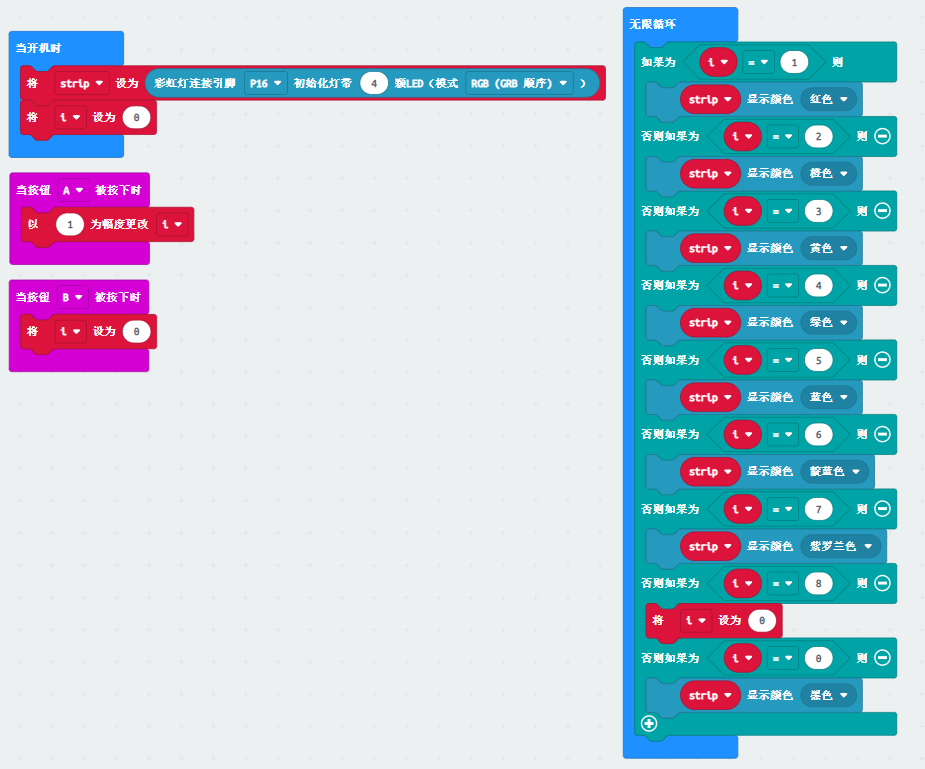 当开机时
将 strip 设为 彩虹灯连接引脚 P16 初始化灯带 4 颗LED（模式 RGB (GRB 顺序) ）
将 i 设为 0
当按钮 A 被按下时
以 1 为幅度更改 i
当按钮 B 被按下时
将 i 设为 0
无限循环
如果为 i = 1 则
strip 显示颜色 红色
否则如果为 i = 2 则
strip 显示颜色 橙色
否则如果为 i = 3 则
strip 显示颜色 黄色
否则如果为 i = 4 则
strip 显示颜色 绿色
否则如果为 i = 5 则
strip 显示颜色 蓝色
否则如果为 i = 6 则
strip 显示颜色 靛蓝色
否则如果为 i = 7 则
strip 显示颜色 紫罗兰色
否则如果为 i = 8 则
将 i 设为 0
否则如果为 i = 0 则
strip 显示颜色 黑色